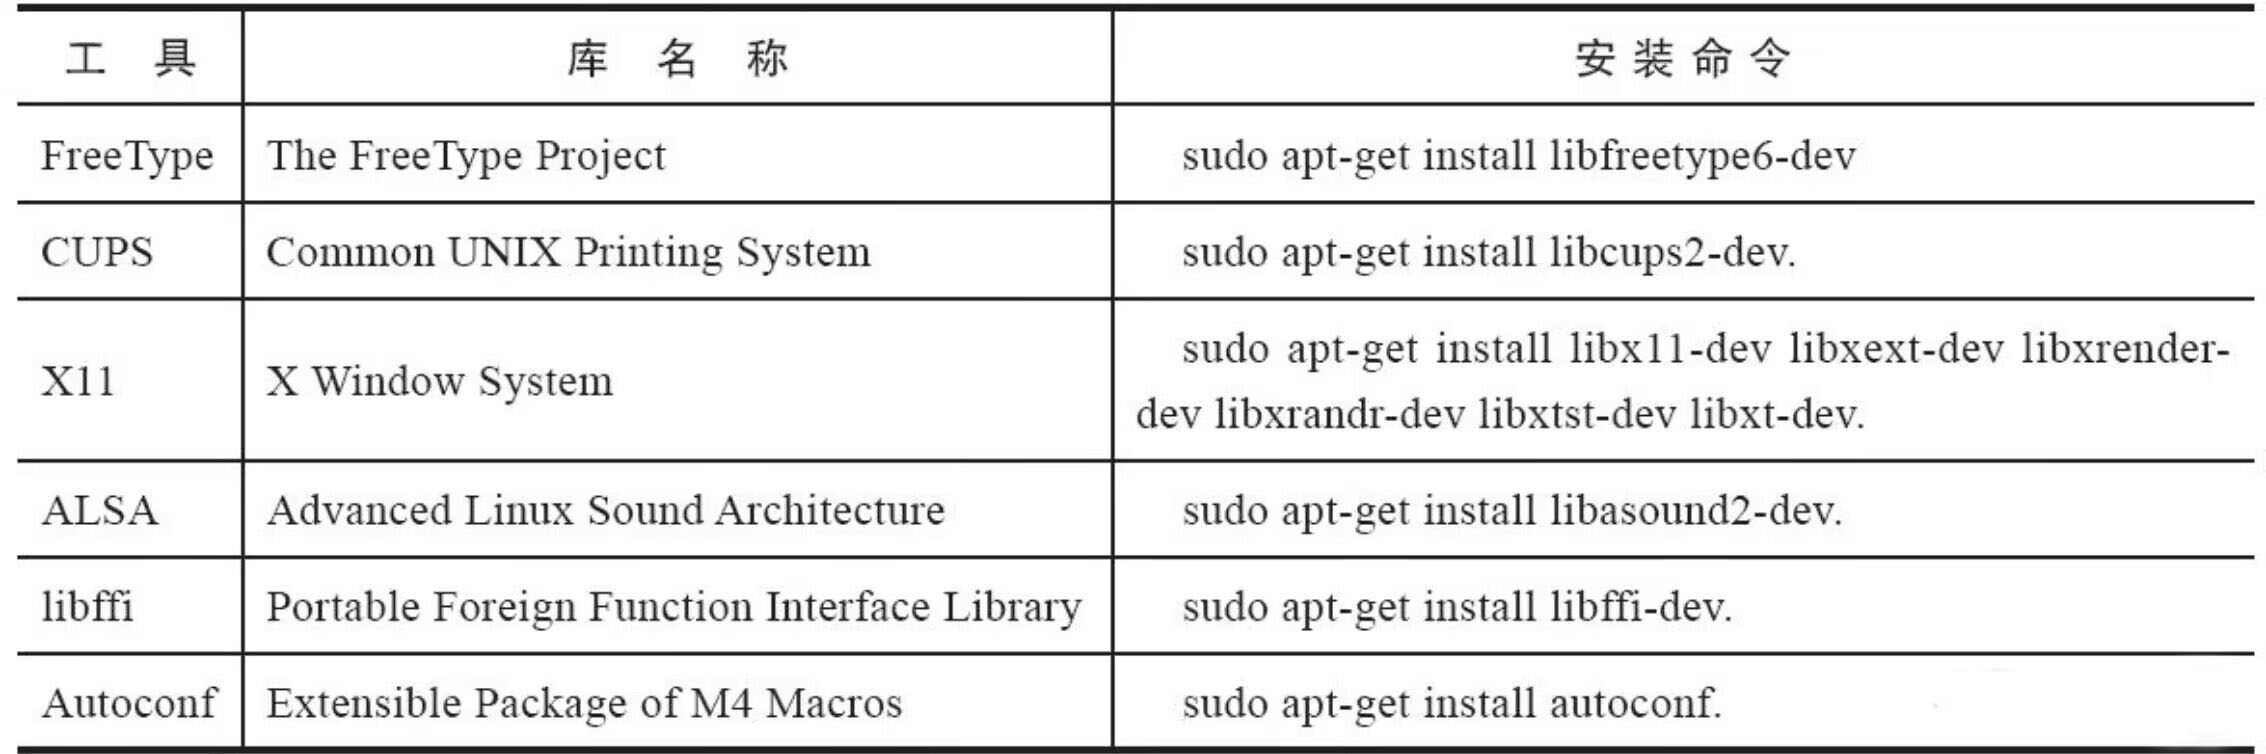 工 具 库 名 称 安 装 命 令
FreeType The FreeType Project sudo apt-get install libfreetype6-dev
CUPS Common UNIX Printing System sudo apt-get install libcups2-dev.
X11 X Window System sudo apt-get install libx11-dev libxext-dev libxrender-
dev libxrandr-dev libxtst-dev libxt-dev.
ALSA Advanced Linux Sound Architecture sudo apt-get install libasound2-dev.
libffi Portable Foreign Function Interface Library sudo apt-get install libffi-dev.
Autoconf Extensible Package of M4 Macros sudo apt-get install autoconf.